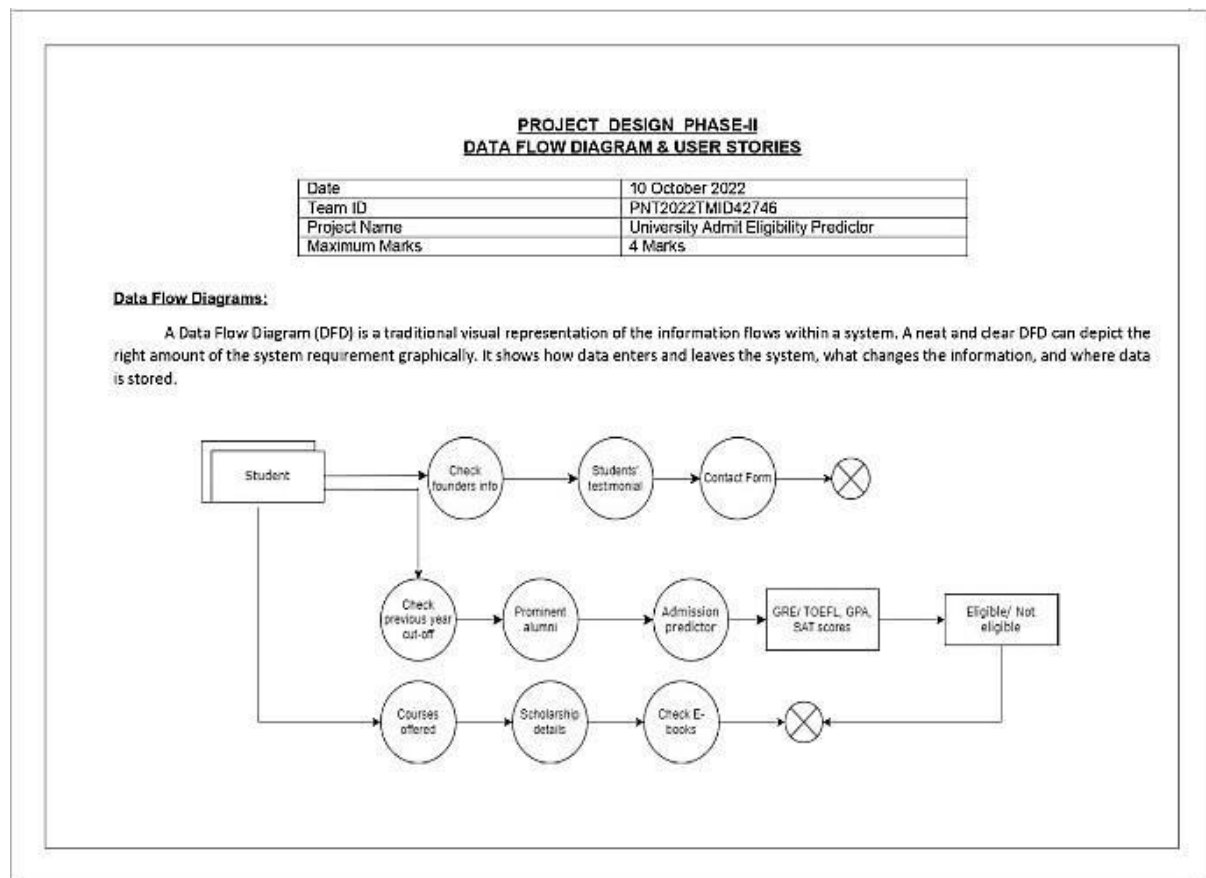 PROJECT DESIGN PHASE-II
DATA FLOW DIAGRAM & USER STORIES
Date 10 October 2022
Team ID PNT2022TMID42746
Project Name University Admit Eligibility Predictor
Maximum Marks 4 Marks
Data Flow Diagrams:
A Data Flow Diagram (DFD) is a traditional visual representation of the information flows within a system. A neat and clear DFD can depict the
right amount of the system requirement graphically. It shows how data enters and leaves the system, what changes the information, and where data
is stored.
Student
Check
founders info
Students'
testimonial
Contact Form
Check
previous year
cut-off
Prominent
alumni
Admission
predictor
GRE/ TOEFL, GPA,
SAT scores
Eligible/ Not
eligible
Courses
offered
Scholarship
details
Check E-
books